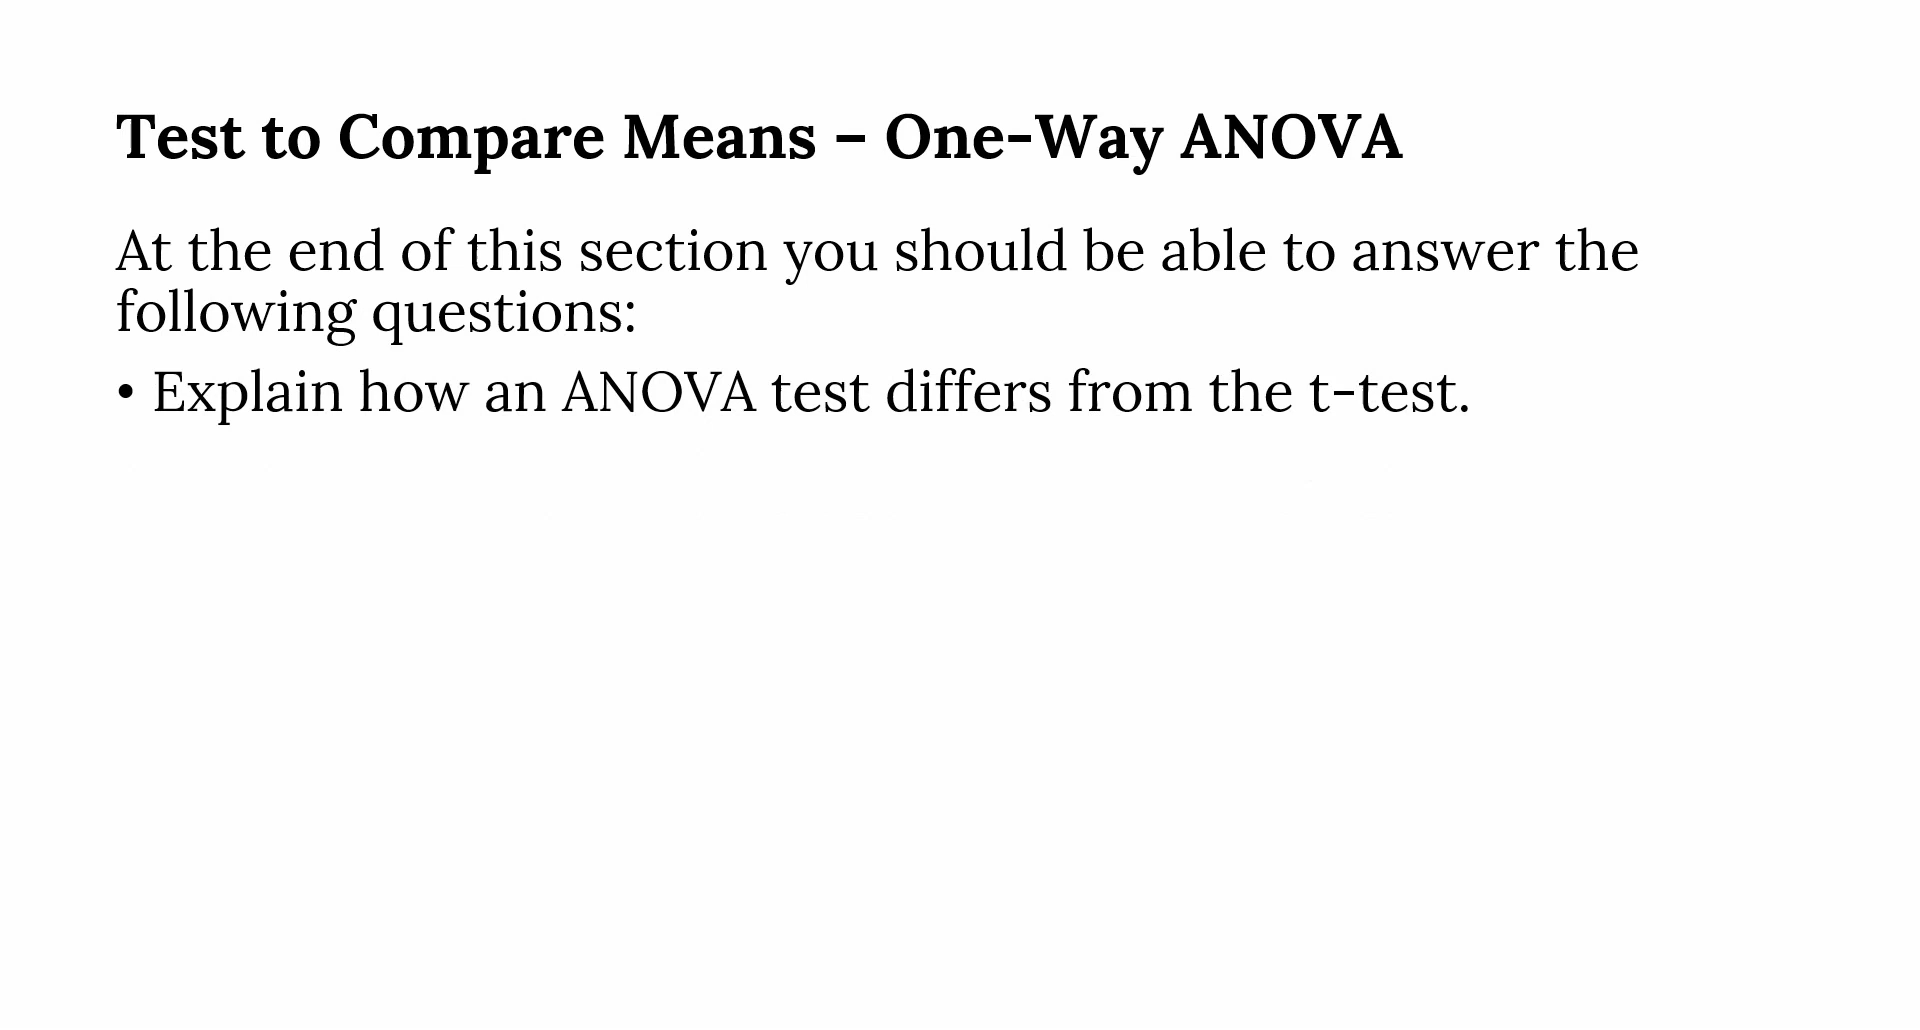 Test to Compare Means – One-Way ANOVA
At the end of this section you should be able to answer the
following questions:
• Explain how an ANOVA test differs from the t-test.